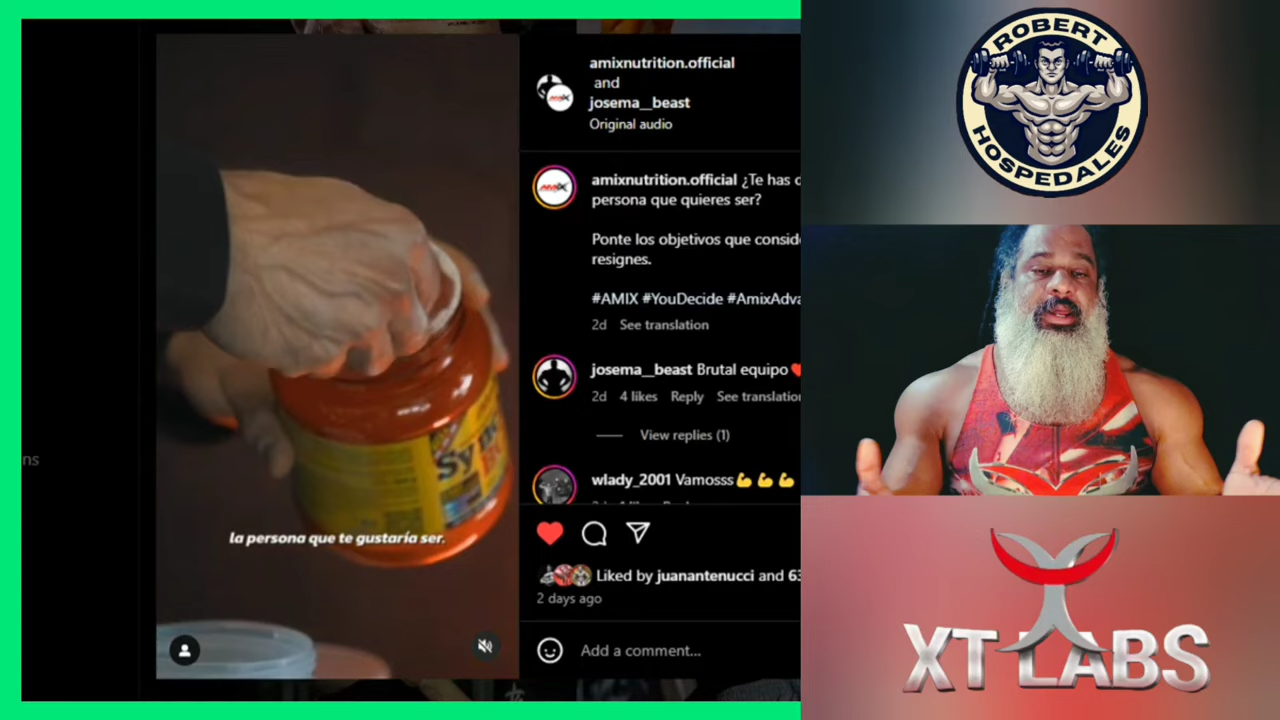 amixnutrition.official
and
josema__beast
Original audio
amixnutrition.official ¿Te has
persona que quieres ser?
Ponte los objetivos que consid
resignes.
#AMIX #YouDecide #AmixAdva
2d See translation
josema__beast Brutal equipo❤️
2d 4 likes Reply See translatio
View replies (1)
wlady_2001 Vamosss💪💪💪
ns
la persona que te gustaría ser.
Liked by juanantenucci and 63
2 days ago
Add a comment...
ROBERT
HOSPEDALES
XT LABS